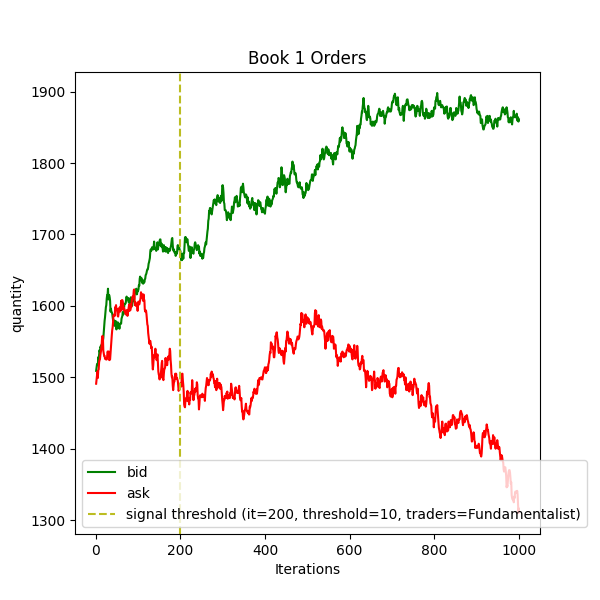 Book 1 Orders
quantity
1900
1800
1700
1600
1500
1400
1300
bid
ask
signal threshold (it=200, threshold=10, traders=Fundamentalist)
0 200 400 600 800 1000
Iterations